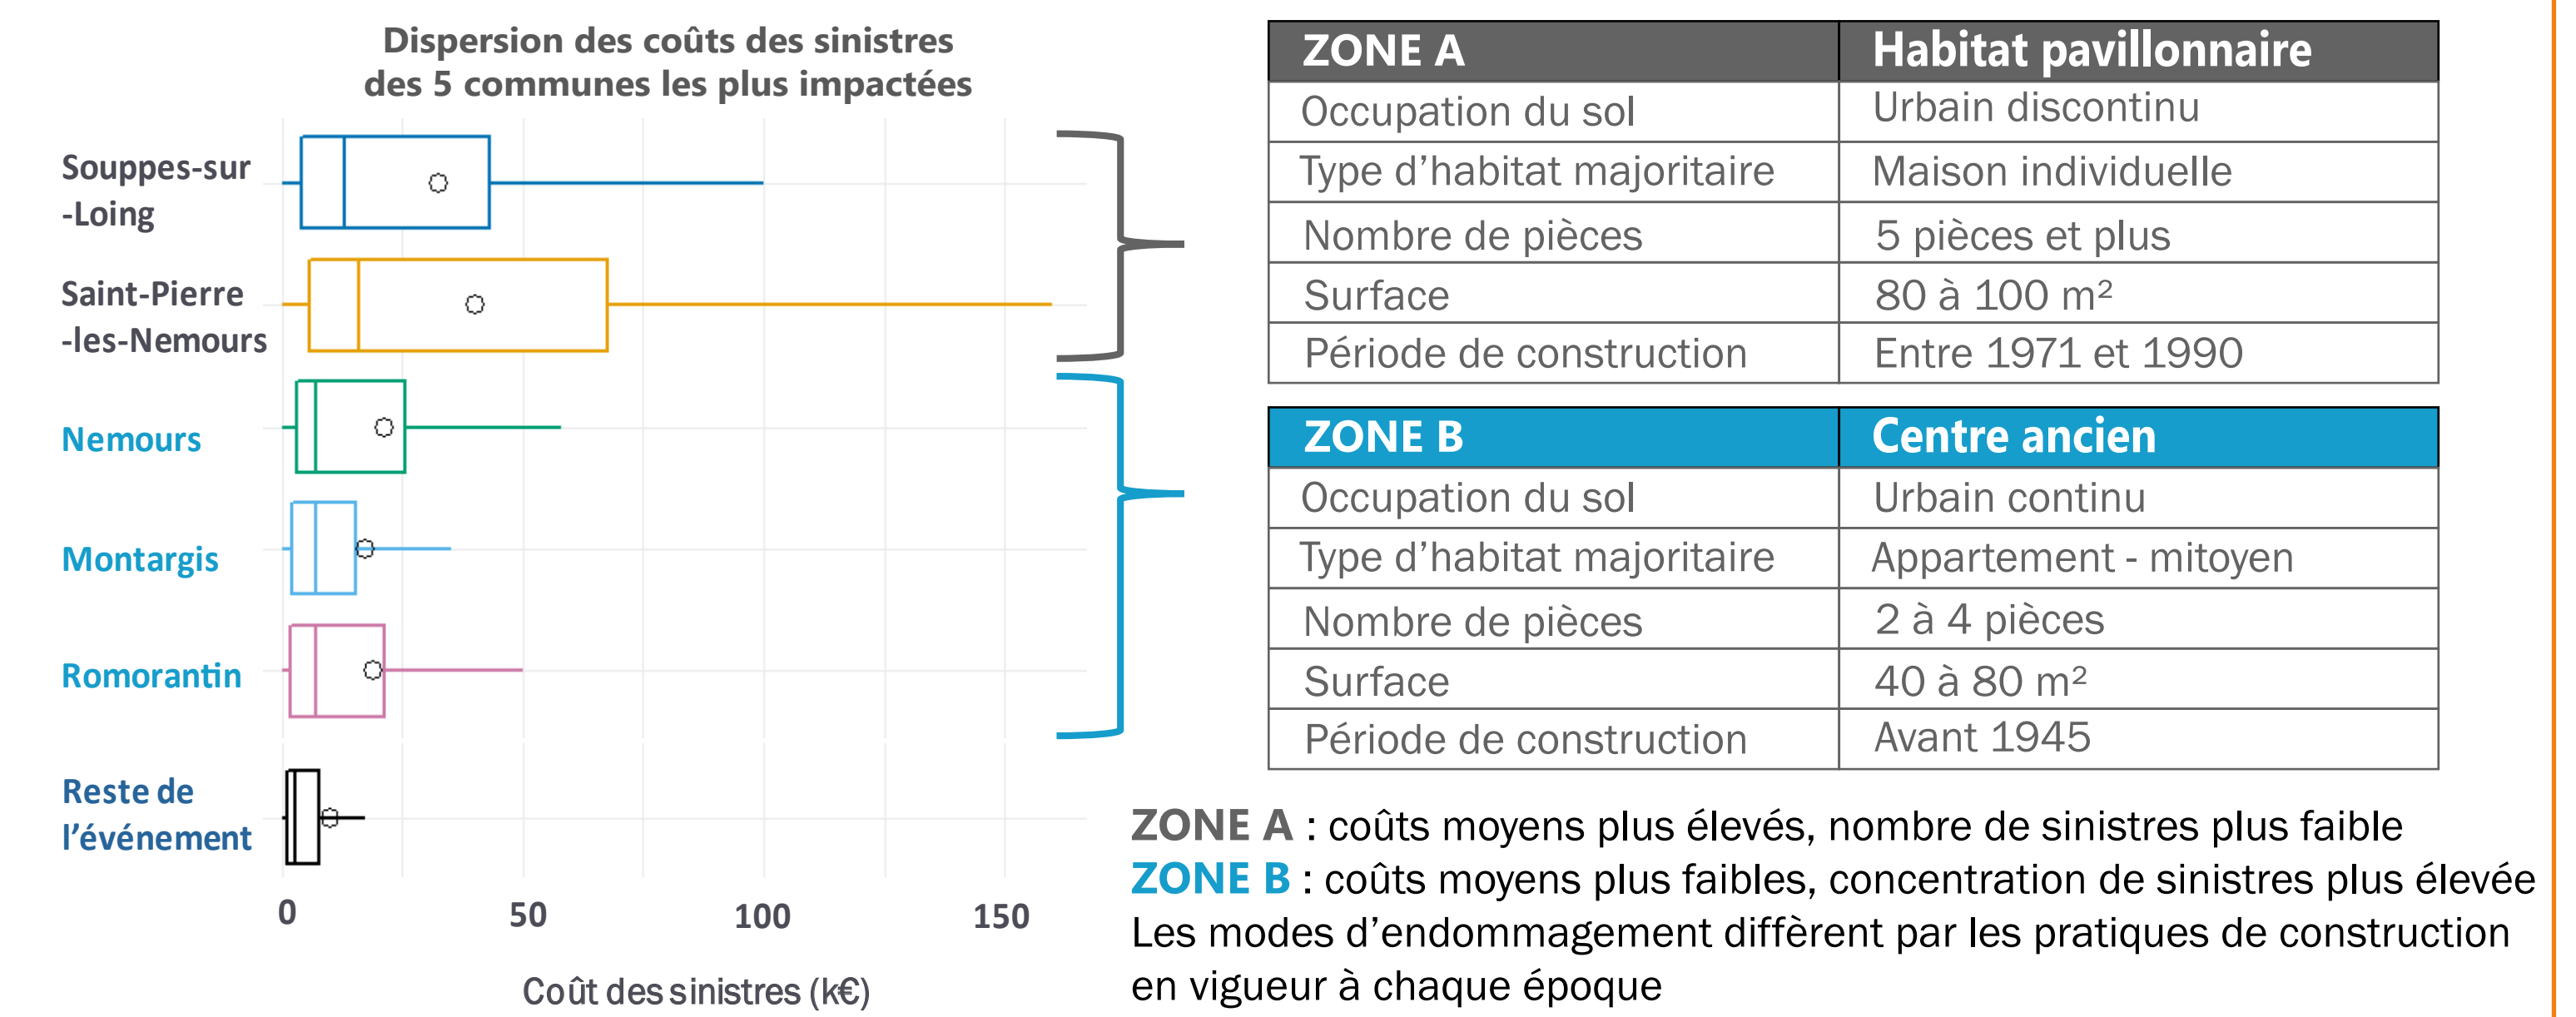 Dispersion des coûts des sinistres
des 5 communes les plus impactées
Souppes-sur
-Loing
Saint-Pierre
-les-Nemours
Nemours
Montargis
Romorantin
Reste de
l’événement
0 50 100 150
Coût des sinistres (k€)
ZONE A Habitat pavillonnaire
Occupation du sol Urbain discontinu
Type d’habitat majoritaire Maison individuelle
Nombre de pièces 5 pièces et plus
Surface 80 à 100 m²
Période de construction Entre 1971 et 1990
ZONE B Centre ancien
Occupation du sol Urbain continu
Type d’habitat majoritaire Appartement - mitoyen
Nombre de pièces 2 à 4 pièces
Surface 40 à 80 m²
Période de construction Avant 1945
ZONE A : coûts moyens plus élevés, nombre de sinistres plus faible
ZONE B : coûts moyens plus faibles, concentration de sinistres plus élevée
Les modes d’endommagement diffèrent par les pratiques de construction
en vigueur à chaque époque